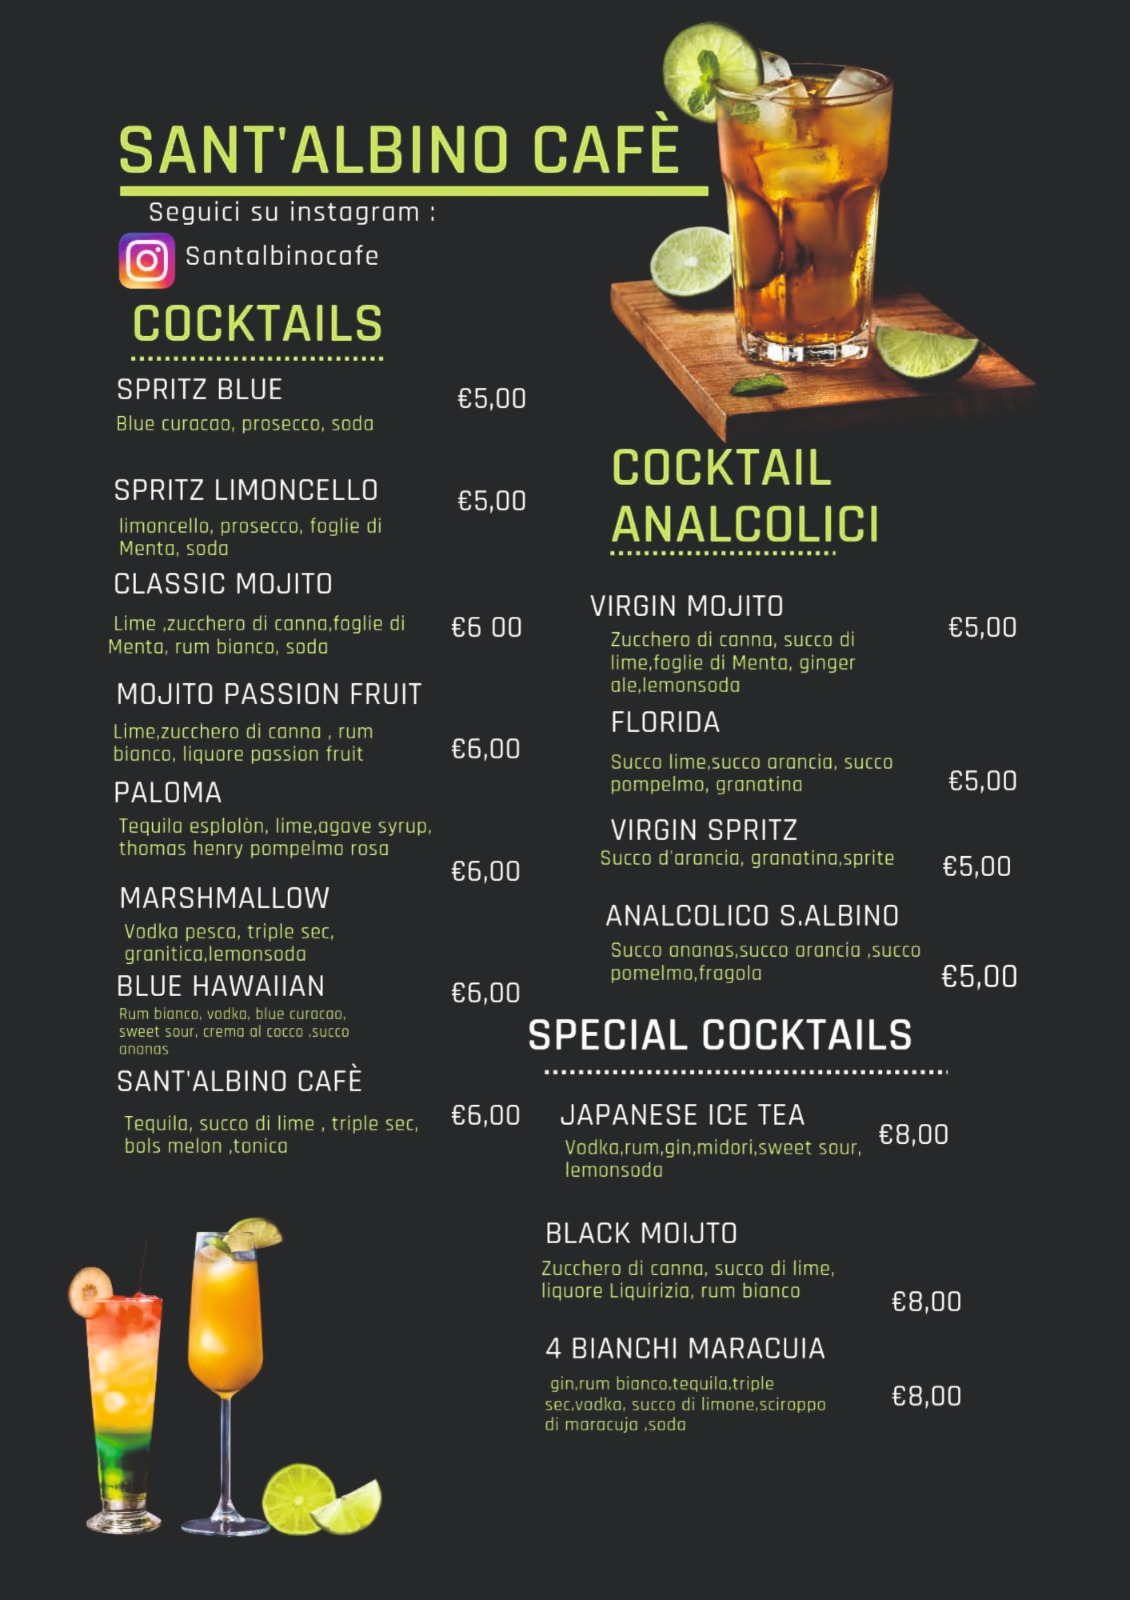 SANT'ALBINO CAFÈ
Seguici su instagram :
Santalbinocafe
COCKTAILS
SPRITZ BLUE
€5,00
Blue curacao, prosecco, soda
SPRITZ LIMONCELLO
€5,00
limoncello, prosecco, foglie di
Menta, soda
CLASSIC MOJITO
Lime ,zucchero di canna,foglie di
€6 00
Menta, rum bianco, soda
MOJITO PASSION FRUIT
Lime,zucchero di canna , rum
€6,00
bianco, liquore passion fruit
PALOMA
Tequila esplolòn, lime,agave syrup,
thomas henry pompelmo rosa
€6,00
MARSHMALLOW
Vodka pesca, triple sec,
granitica,lemonsoda
BLUE HAWAIIAN
€6,00
Rum bianco, vodka, blue curacao,
sweet sour, crema al cocco ,succo
ananas
SANT'ALBINO CAFÈ
€6,00
Tequila, succo di lime , triple sec,
bols melon ,tonica
COCKTAIL
ANALCOLICI
VIRGIN MOJITO
€5,00
Zucchero di canna, succo di
lime,foglie di Menta, ginger
ale,lemonsoda
FLORIDA
Succo lime,succo arancia, succo
pompelmo, granatina
€5,00
VIRGIN SPRITZ
Succo d'arancia, granatina,sprite
€5,00
ANALCOLICO S.ALBINO
Succo ananas,succo arancia ,succo
pomelmo,fragola
€5,00
SPECIAL COCKTAILS
JAPANESE ICE TEA
€8,00
Vodka,rum,gin,midori,sweet sour,
lemonsoda
BLACK MOIJTO
Zucchero di canna, succo di lime,
liquore Liquirizia, rum bianco
€8,00
4 BIANCHI MARACUIA
gin,rum bianco,tequila,triple
€8,00
sec,vodka, succo di limone,sciroppo
di maracuja ,soda